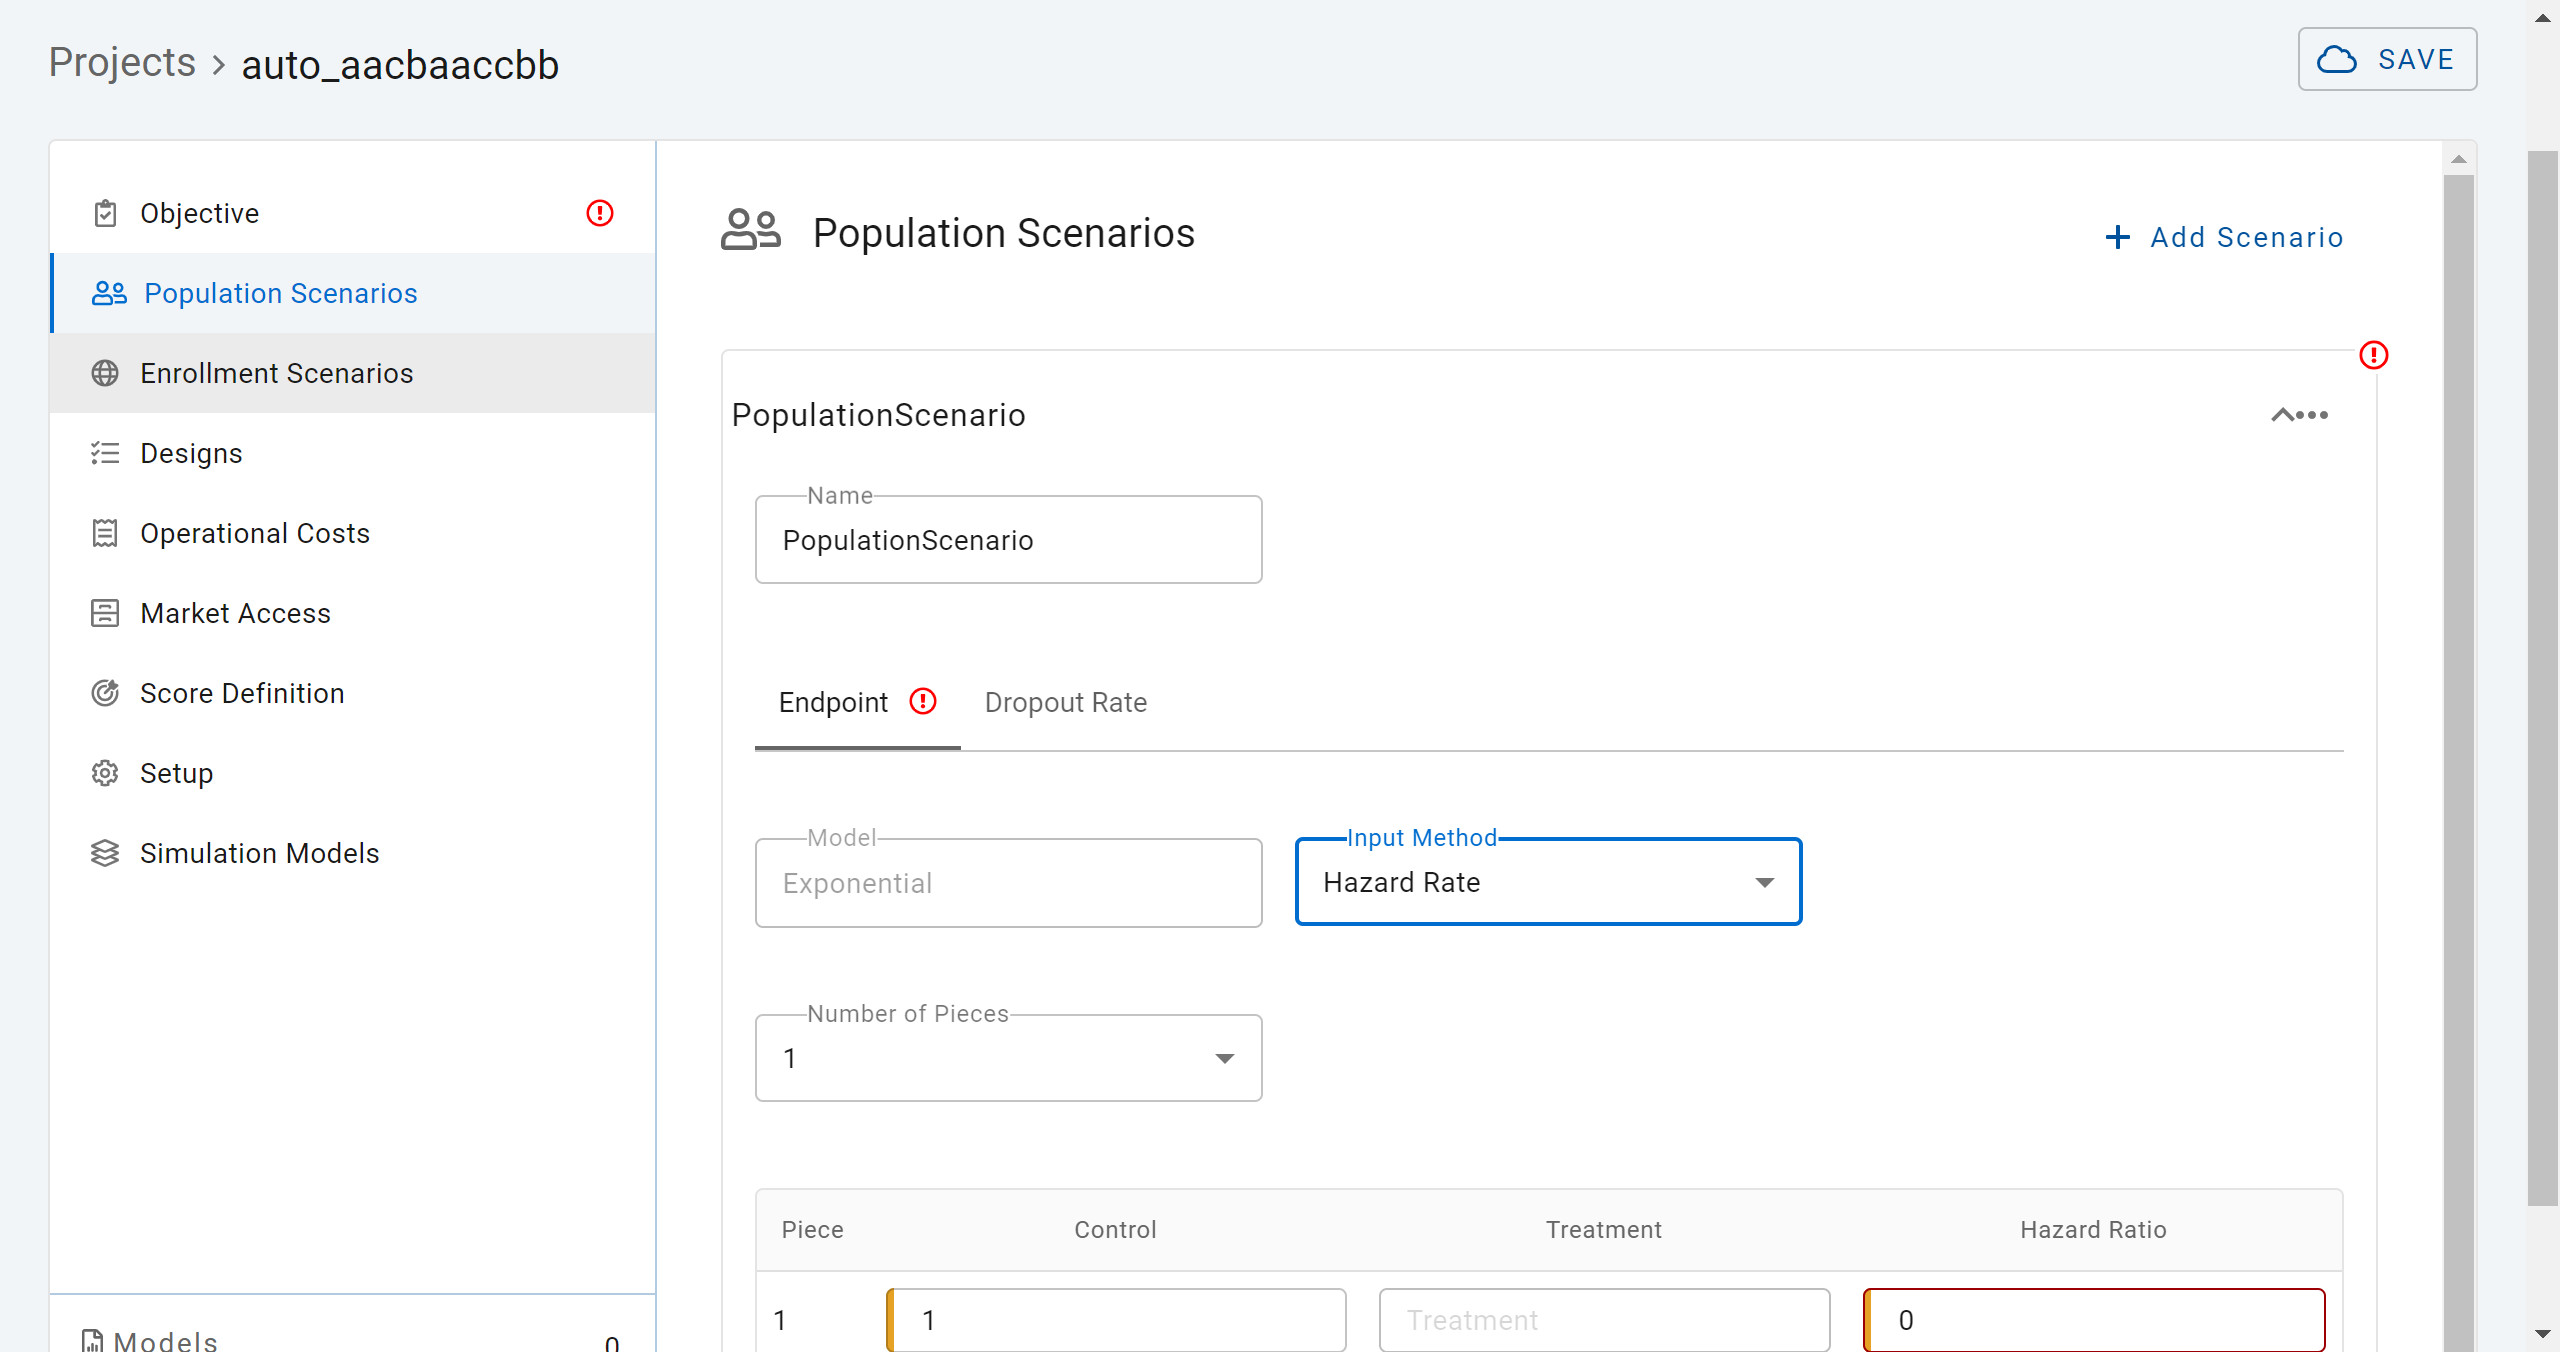 Projects > auto_aacbaaccbb
SAVE
Objective
Population Scenarios
Enrollment Scenarios
Designs
Operational Costs
Market Access
Score Definition
Setup
Simulation Models
Models 0
Population Scenarios
+ Add Scenario
PopulationScenario
Name
PopulationScenario
Endpoint
Dropout Rate
Model
Exponential
Input Method
Hazard Rate
Number of Pieces
1
Piece Control Treatment Hazard Ratio
1 1 Treatment 0